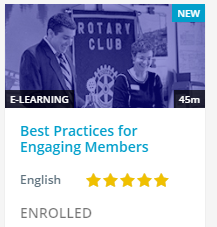 NEW
ROTARY
CLUB
E-LEARNING
45m
Best Practices for
Engaging Members
English
ENROLLED